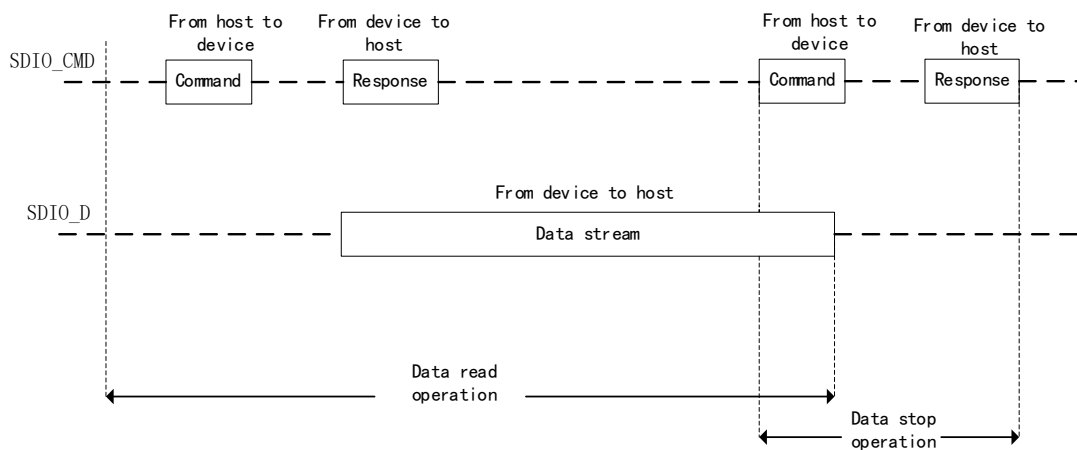 From host to
device
From device to
host
From host to
device
From device to
host
SDIO_CMD
Command
Response
Command
Response
From device to host
SDIO_D
Data stream
Data read
operation
Data stop
operation